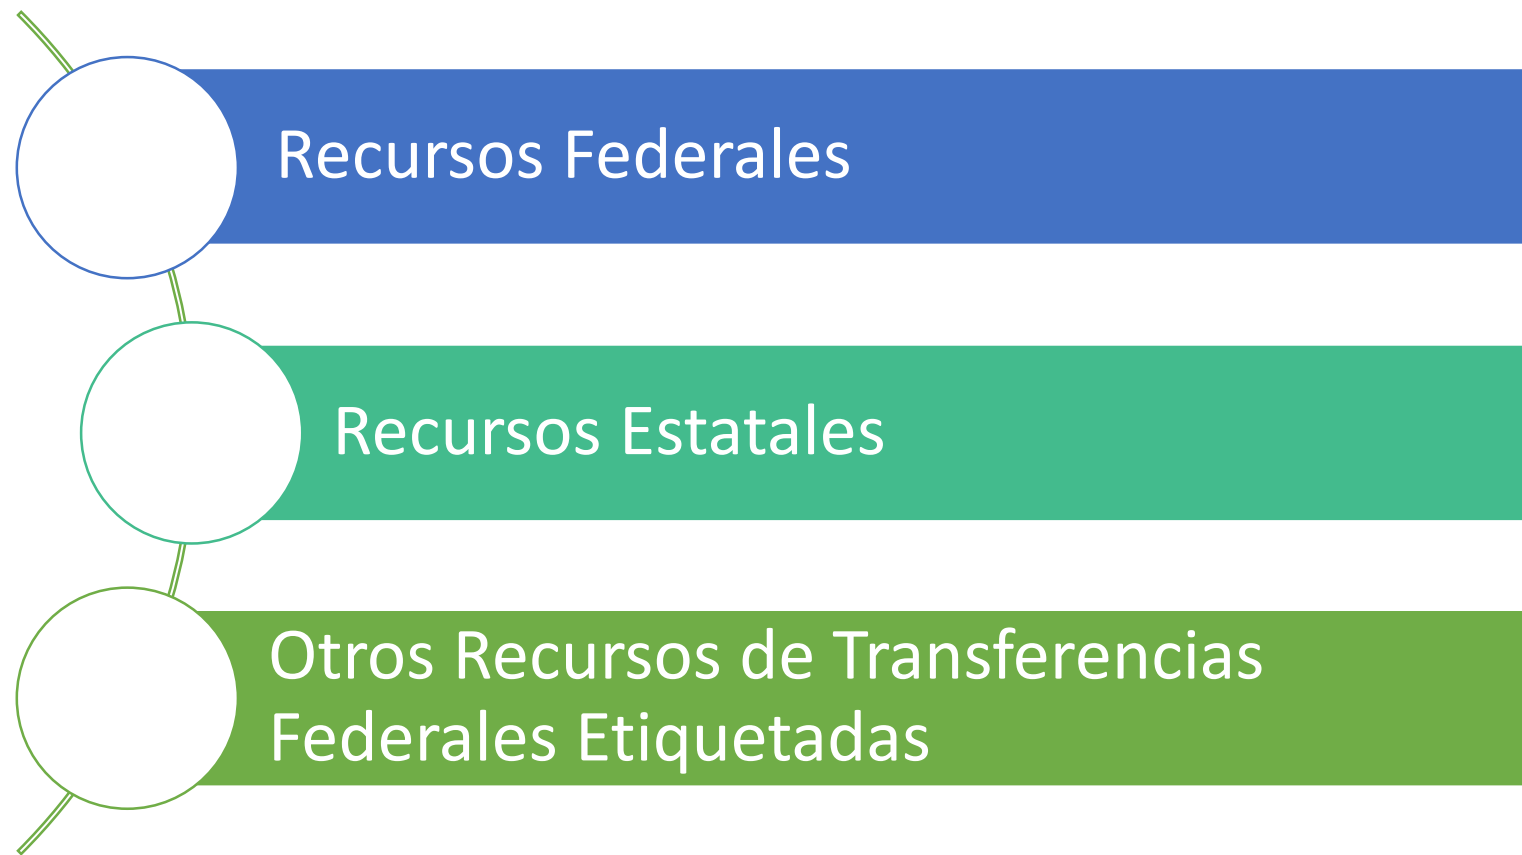 Recursos Federales
Recursos Estatales
Otros Recursos de Transferencias
Federales Etiquetadas